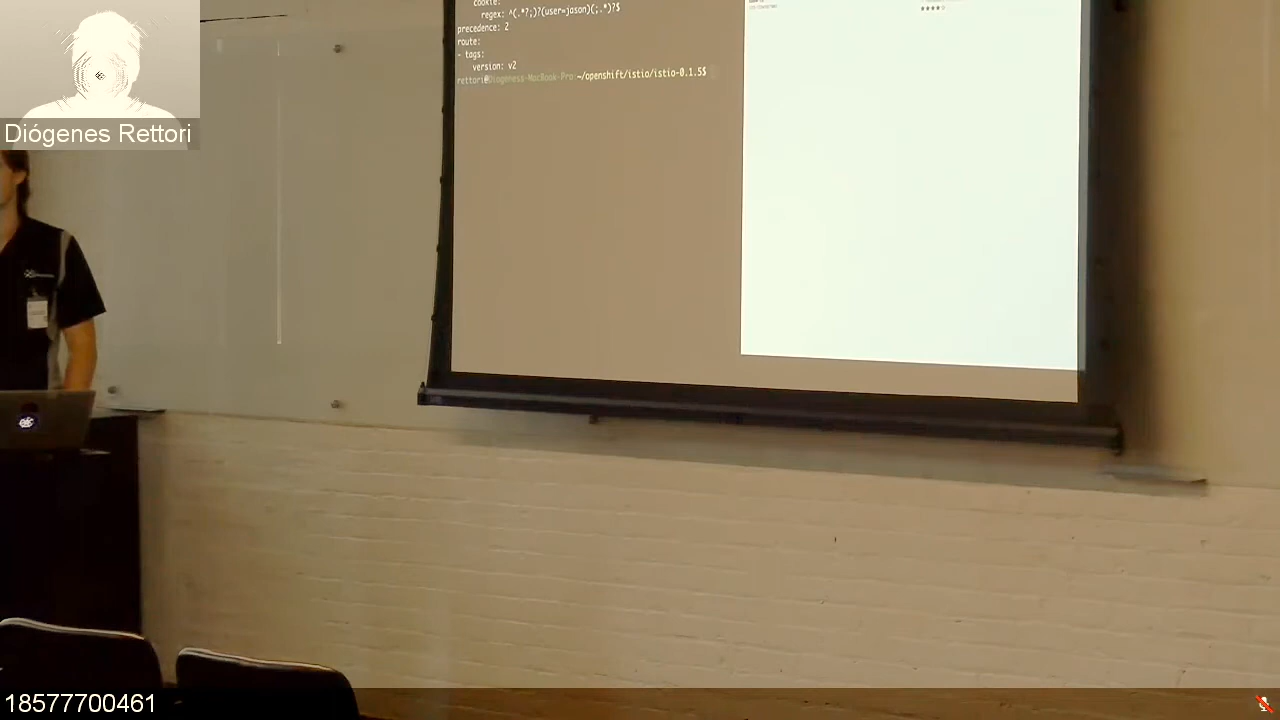 cookie:
regex: ^(.*?;)?(user=jason)(;.*)?$
precedence: 2
route:
- tags:
version: v2
rettori@Diogeness-MacBook-Pro:~/openshift/istio/istio-0.1.5$
Diógenes Rettori
18577700461